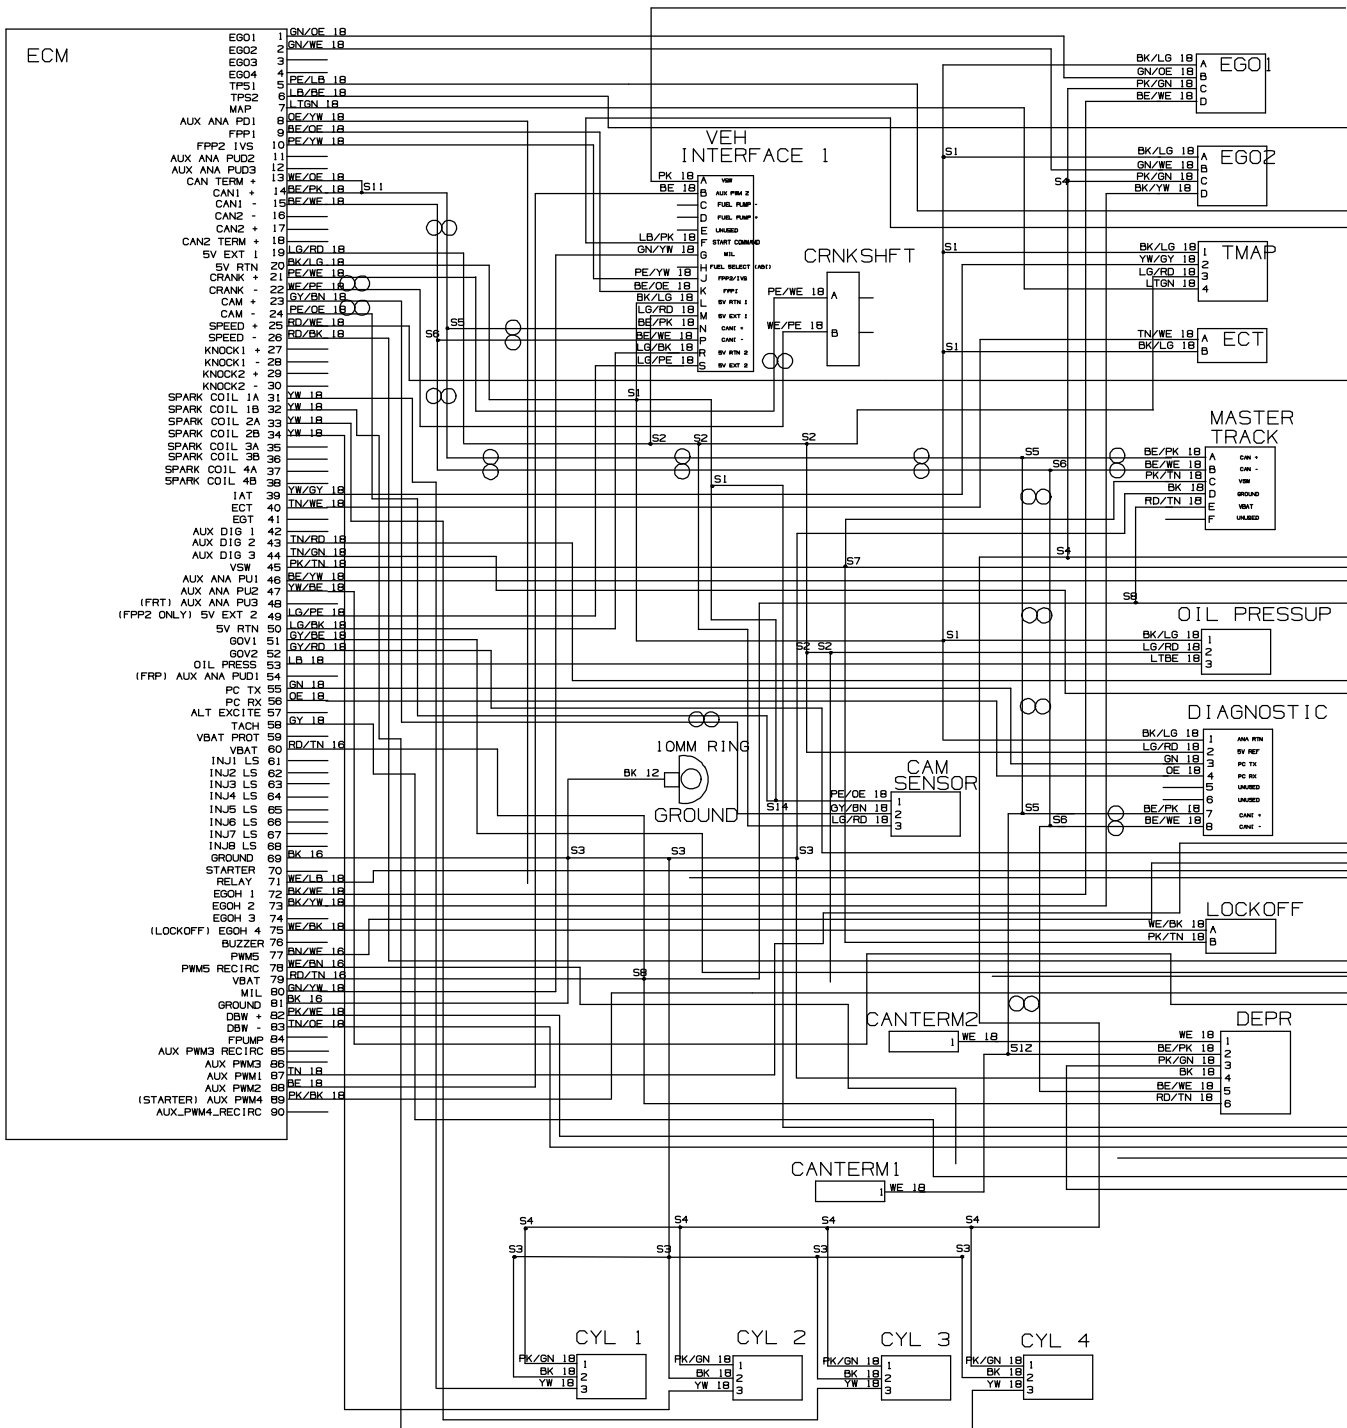 ECM
EGO1 1 GN/OE 18
EGO2 2 GN/WE 18
EGO3 3
EGO4 4
TPS1 5 PE/LB 18
TPS2 6 LB/BE 18
MAP 7 LTGN 18
AUX ANA PD1 8 OE/YW 18
FPP1 9 BE/OE 18
FPP2 IVS 10 PE/YW 18
AUX ANA PUD2 11
AUX ANA PUD3 12
CAN TERM + 13 WE/OE 18
CAN1 + 14 BE/PK 18
CAN1 - 15 BE/WE 18
CAN2 - 16
CAN2 + 17
CAN2 TERM + 18
5V EXT 1 19 LG/RD 18
5V RTN 20 BK/LG 18
CRANK + 21 PE/WE 18
CRANK - 22 WE/PE 18
CAM + 23 GY/BN 18
CAM - 24 PE/OE 18
SPEED + 25 RD/WE 18
SPEED - 26 RD/BK 18
KNOCK1 + 27
KNOCK1 - 28
KNOCK2 + 29
KNOCK2 - 30
SPARK COIL 1A 31 YW 18
SPARK COIL 1B 32 YW 18
SPARK COIL 2A 33 YW 18
SPARK COIL 2B 34 YW 18
SPARK COIL 3A 35
SPARK COIL 3B 36
SPARK COIL 4A 37
SPARK COIL 4B 38
IAT 39 YW/GY 18
ECT 40 TN/WE 18
EGT 41
AUX DIG 1 42
AUX DIG 2 43 TN/RD 18
AUX DIG 3 44 TN/GN 18
VSW 45 PK/TN 18
AUX ANA PU1 46 BE/YW 18
AUX ANA PU2 47 YW/BE 18
(FRT) AUX ANA PU3 48
(FPP2 ONLY) 5V EXT 2 49 LG/PE 18
5V RTN 50 LG/BK 18
GOV1 51 GY/BE 18
GOV2 52 GY/RD 18
OIL PRESS 53 LB 18
(FRP) AUX ANA PUD1 54
PC TX 55 GN 18
PC RX 56 OE 18
ALT EXCITE 57
TACH 58 GY 18
VBAT PROT 59
VBAT 60 RD/TN 16
INJ1 LS 61
INJ2 LS 62
INJ3 LS 63
INJ4 LS 64
INJ5 LS 65
INJ6 LS 66
INJ7 LS 67
INJ8 LS 68
GROUND 69 BK 16
STARTER 70
RELAY 71 WE/LB 18
EGOH 1 72 BK/WE 18
EGOH 2 73 BK/YW 18
EGOH 3 74
(LOCKOFF) EGOH 4 75 WE/BK 18
BUZZER 76
PWM5 77 BN/WE 16
PWM5 RECIRC 78 WE/BN 16
VBAT 79 RD/TN 16
MIL 80 GN/YW 18
GROUND 81 BK 16
DBW + 82 PK/WE 18
DBW - 83 TN/OE 18
FPUMP 84
AUX PWM3 RECIRC 85
AUX PWM3 86
AUX PWM1 87 TN 18
AUX PWM2 88 BE 18
(STARTER) AUX PWM4 89 PK/BK 18
AUX_PWM4_RECIRC 90
S11
S5
S6
VEH
INTERFACE 1
PK 18 A VSW
BE 18 B AUX PWM 2
C FUEL PUMP -
D FUEL PUMP +
E UNUSED
LB/PK 18 F START COMMAND
GN/YW 18 G MIL
H FUEL SELECT (ADI)
PE/YW 18 J FPP2/IVS
BE/OE 18 K FPP1
BK/LG 18 L 5V RTN 1
LG/RD 18 M 5V EXT 1
BE/PK 18 N CAN1 +
BE/WE 18 P CAN1 -
LG/BK 18 R 5V RTN 2
LG/PE 18 S 5V EXT 2
CRNKSHFT
PE/WE 18 A
WE/PE 18 B
S1
S2
S2
S2
S1
S1
S4
S1
S1
EGO1
BK/LG 18 A
GN/OE 18 B
PK/GN 18 C
BE/WE 18 D
EGO2
BK/LG 18 A
GN/WE 18 B
PK/GN 18 C
BK/YW 18 D
TMAP
BK/LG 18 1
YW/GY 18 2
LG/RD 18 3
LTGN 18 4
ECT
TN/WE 18 A
BK/LG 18 B
MASTER
TRACK
BE/PK 18 A CAN +
BE/WE 18 B CAN -
PK/TN 18 C VSW
BK 18 D GROUND
RD/TN 18 E VBAT
F UNUSED
S5
S6
S7
S4
S8
OIL PRESSUP
BK/LG 18 1
LG/RD 18 2
LTBE 18 3
S1
S2 S2
DIAGNOSTIC
BK/LG 18 1 ANA RTN
LG/RD 18 2 5V REF
GN 18 3 PC TX
OE 18 4 PC RX
5 UNUSED
6 UNUSED
BE/PK 18 7 CAN1 +
BE/WE 18 8 CAN1 -
S5
S6
10MM RING
BK 12
GROUND
S14
CAM
SENSOR
PE/OE 18 1
GY/BN 18 2
LG/RD 18 3
S3
S3
S3
LOCKOFF
WE/BK 18 A
PK/TN 18 B
S8
CANTERM2
1 WE 18
S12
DEPR
WE 18 1
BE/PK 18 2
PK/GN 18 3
BK 18 4
BE/WE 18 5
RD/TN 18 6
CANTERM1
1 WE 18
S4
S4
S4
S4
S3
S3
S3
S3
CYL 1
PK/GN 18 1
BK 18 2
YW 18 3
CYL 2
PK/GN 18 1
BK 18 2
YW 18 3
CYL 3
PK/GN 18 1
BK 18 2
YW 18 3
CYL 4
PK/GN 18 1
BK 18 2
YW 18 3